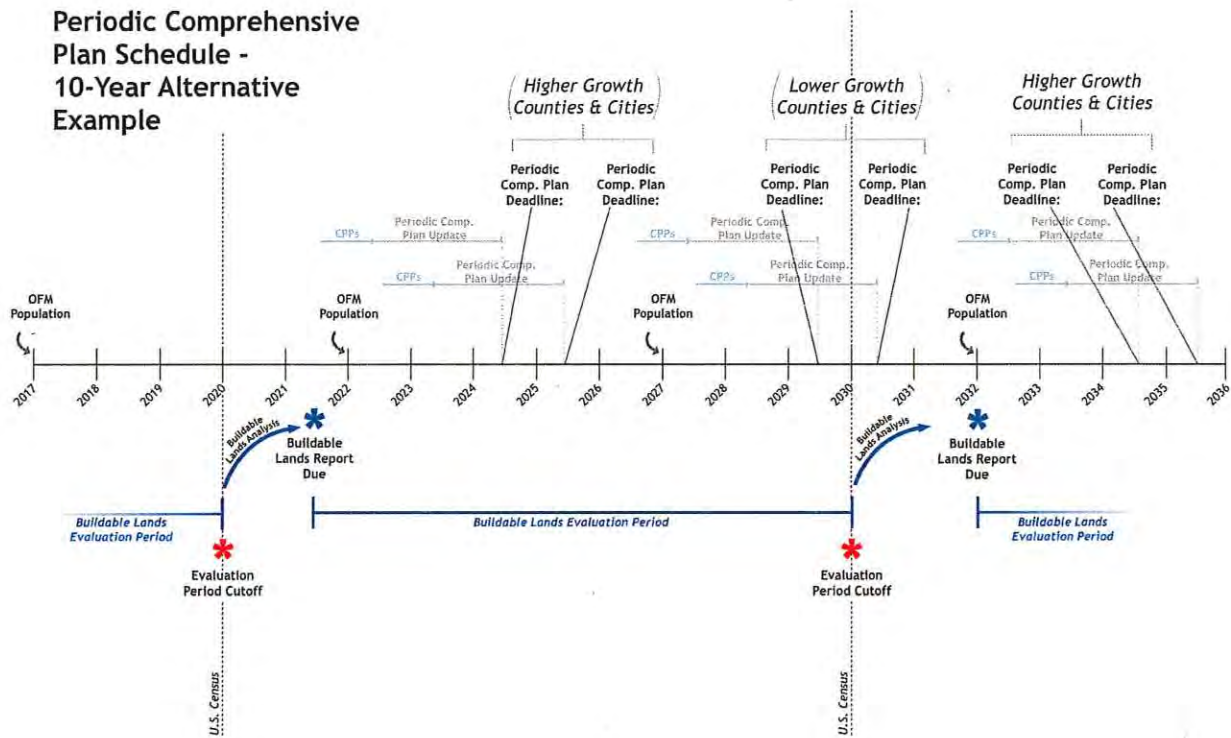 Periodic Comprehensive
Plan Schedule -
10-Year Alternative
Example
(Higher Growth
Counties & Cities)
(Lower Growth
Counties & Cities)
Higher Growth
Counties & Cities
Periodic
Comp. Plan
Deadline:
Periodic
Comp. Plan
Deadline:
Periodic
Comp. Plan
Deadline:
Periodic
Comp. Plan
Deadline:
Periodic
Comp. Plan
Deadline:
Periodic
Comp. Plan
Deadline:
CPPs
Periodic Comp.
Plan Update
CPPs
Periodic Comp.
Plan Update
CPPs
Periodic Comp.
Plan Update
CPPs
Periodic Comp.
Plan Update
CPPs
Periodic Comp.
Plan Update
CPPs
Periodic Comp.
Plan Update
OFM
Population
OFM
Population
OFM
Population
OFM
Population
2017
2018
2019
2020
2021
2022
2023
2024
2025
2026
2027
2028
2029
2030
2031
2032
2033
2034
2035
2036
Buildable
Lands Analysis
Buildable
Lands Report
Due
Buildable
Lands Analysis
Buildable
Lands Report
Due
Buildable Lands
Evaluation Period
Buildable Lands Evaluation Period
Buildable Lands
Evaluation Period
Evaluation
Period Cutoff
Evaluation
Period Cutoff
U.S. Census
U.S. Census